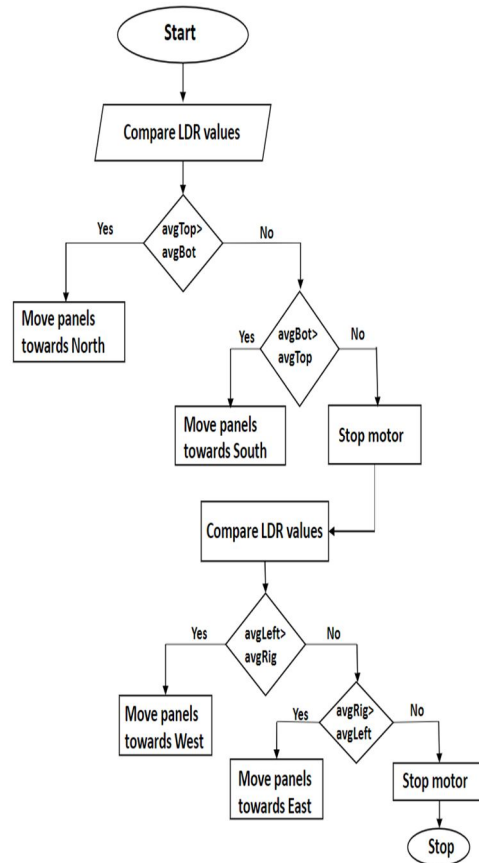 Start
Compare LDR values
avgTop>
avgBot
Yes
No
Move panels
towards North
avgBot>
avgTop
Yes
No
Move panels
towards South
Stop motor
Compare LDR values
avgLeft>
avgRig
Yes
No
Move panels
towards West
avgRig>
avgLeft
Yes
No
Move panels
towards East
Stop motor
Stop